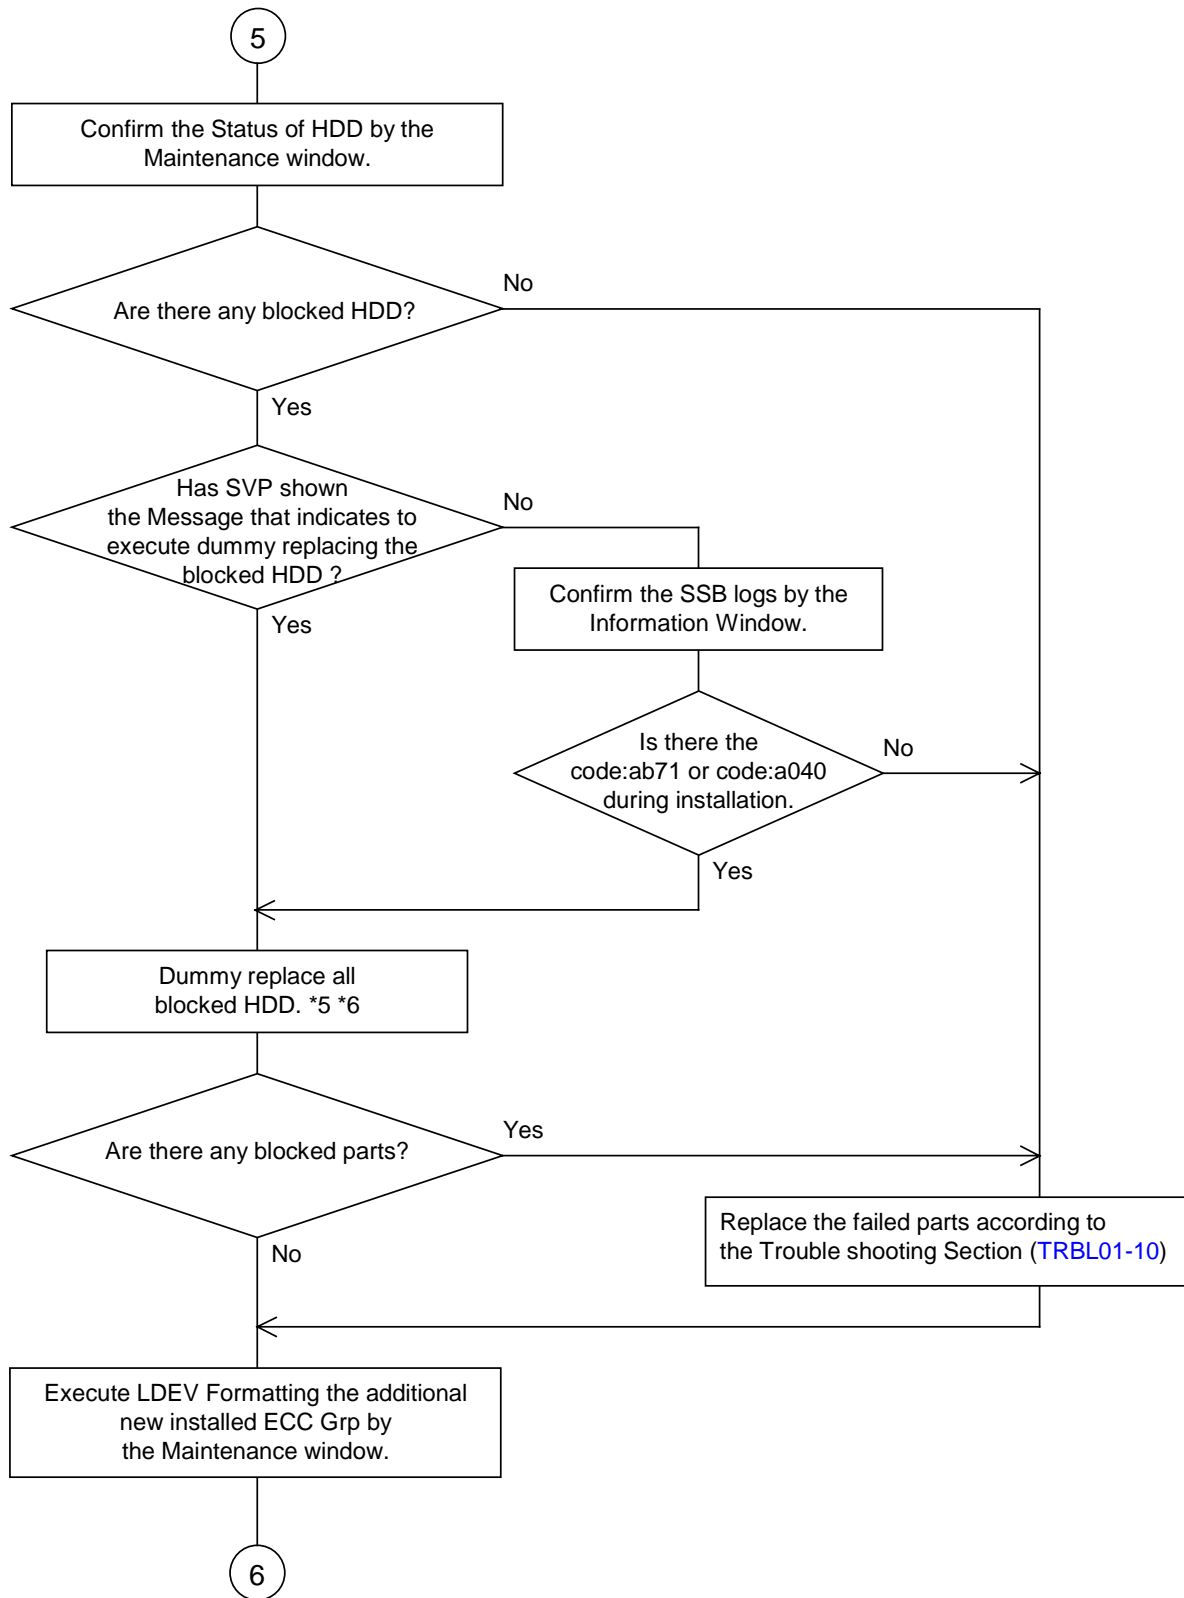 5
Confirm the Status of HDD by the
Maintenance window.
No
Are there any blocked HDD?
Yes
Has SVP shown
the Message that indicates to
execute dummy replacing the
blocked HDD ?
No
Yes
Confirm the SSB logs by the
Information Window.
Is there the
code:ab71 or code:a040
during installation.
No
Yes
Dummy replace all
blocked HDD. *5 *6
Are there any blocked parts?
Yes
No
Replace the failed parts according to
the Trouble shooting Section (TRBL01-10)
Execute LDEV Formatting the additional
new installed ECC Grp by
the Maintenance window.
6